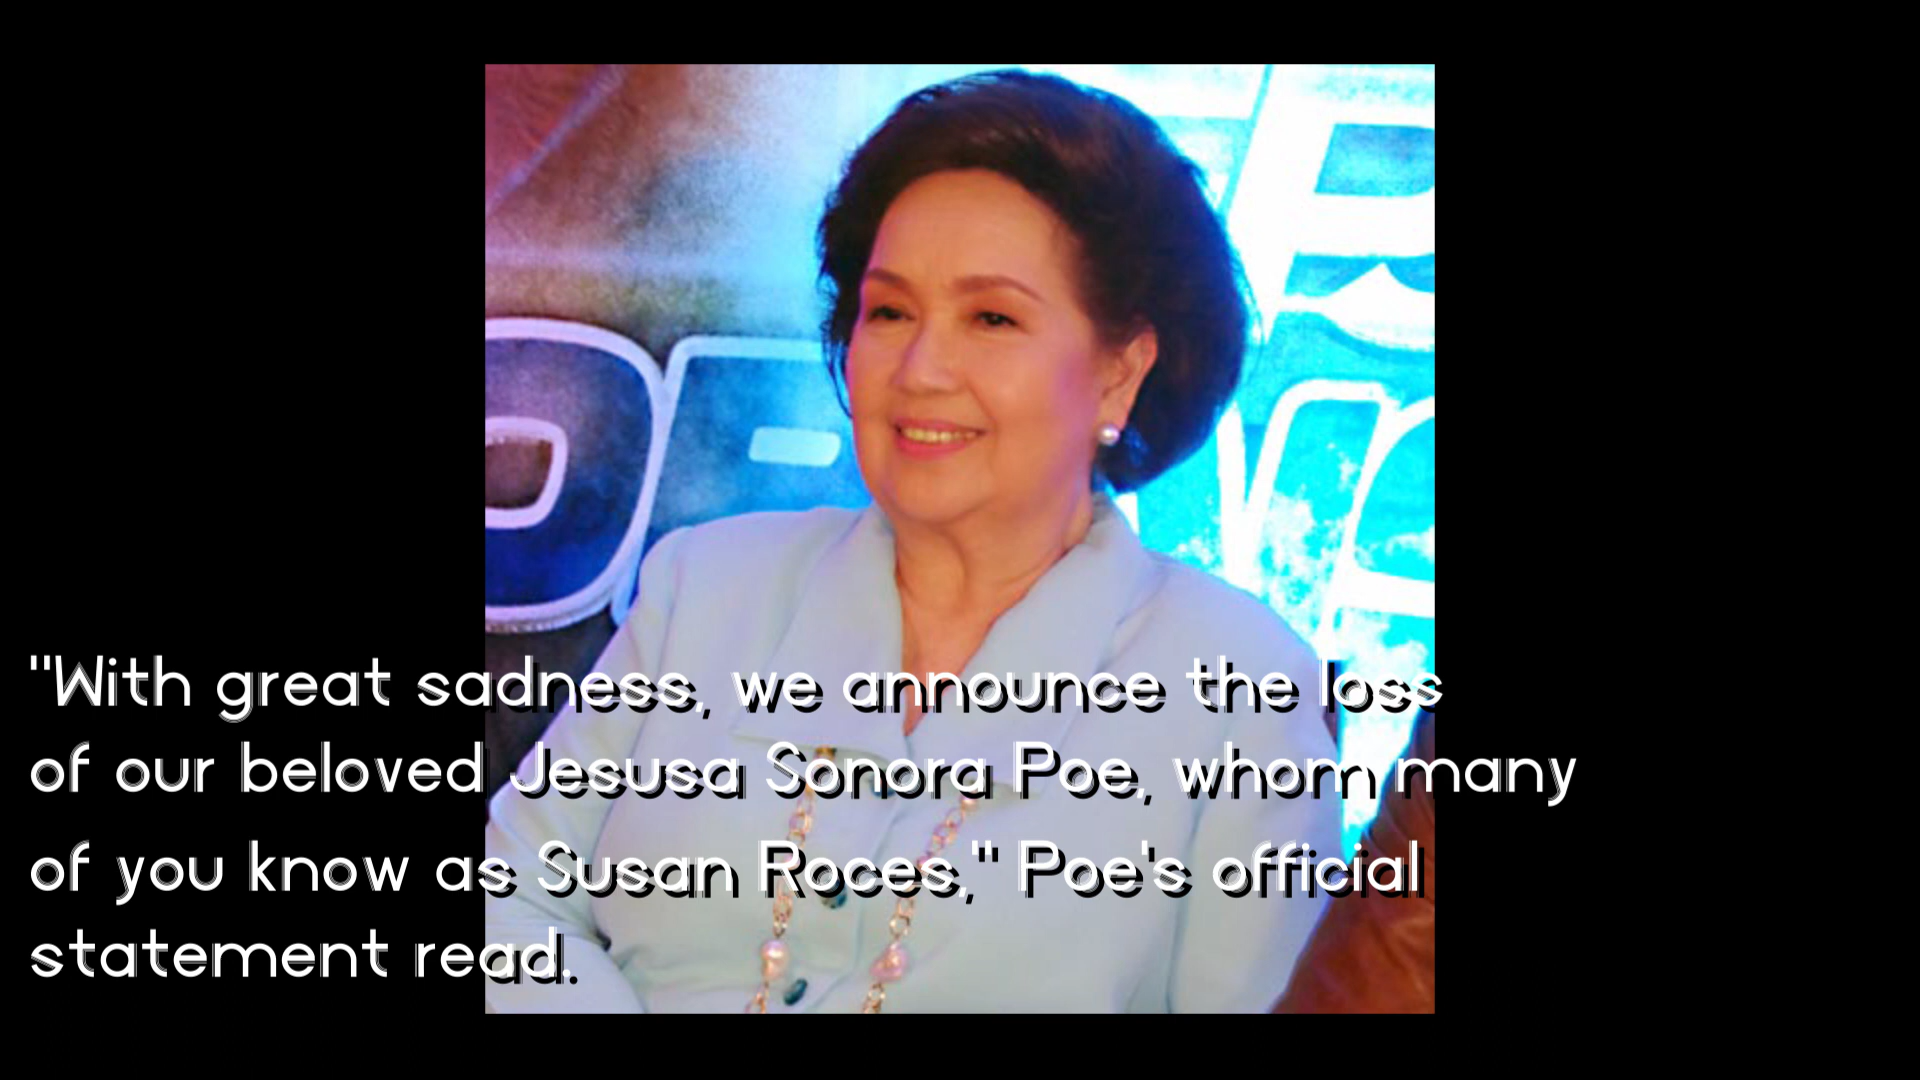 "With great sadness, we announce the loss
of our beloved Jesusa Sonora Poe, whom many
of you know as Susan Roces," Poe's official
statement read.